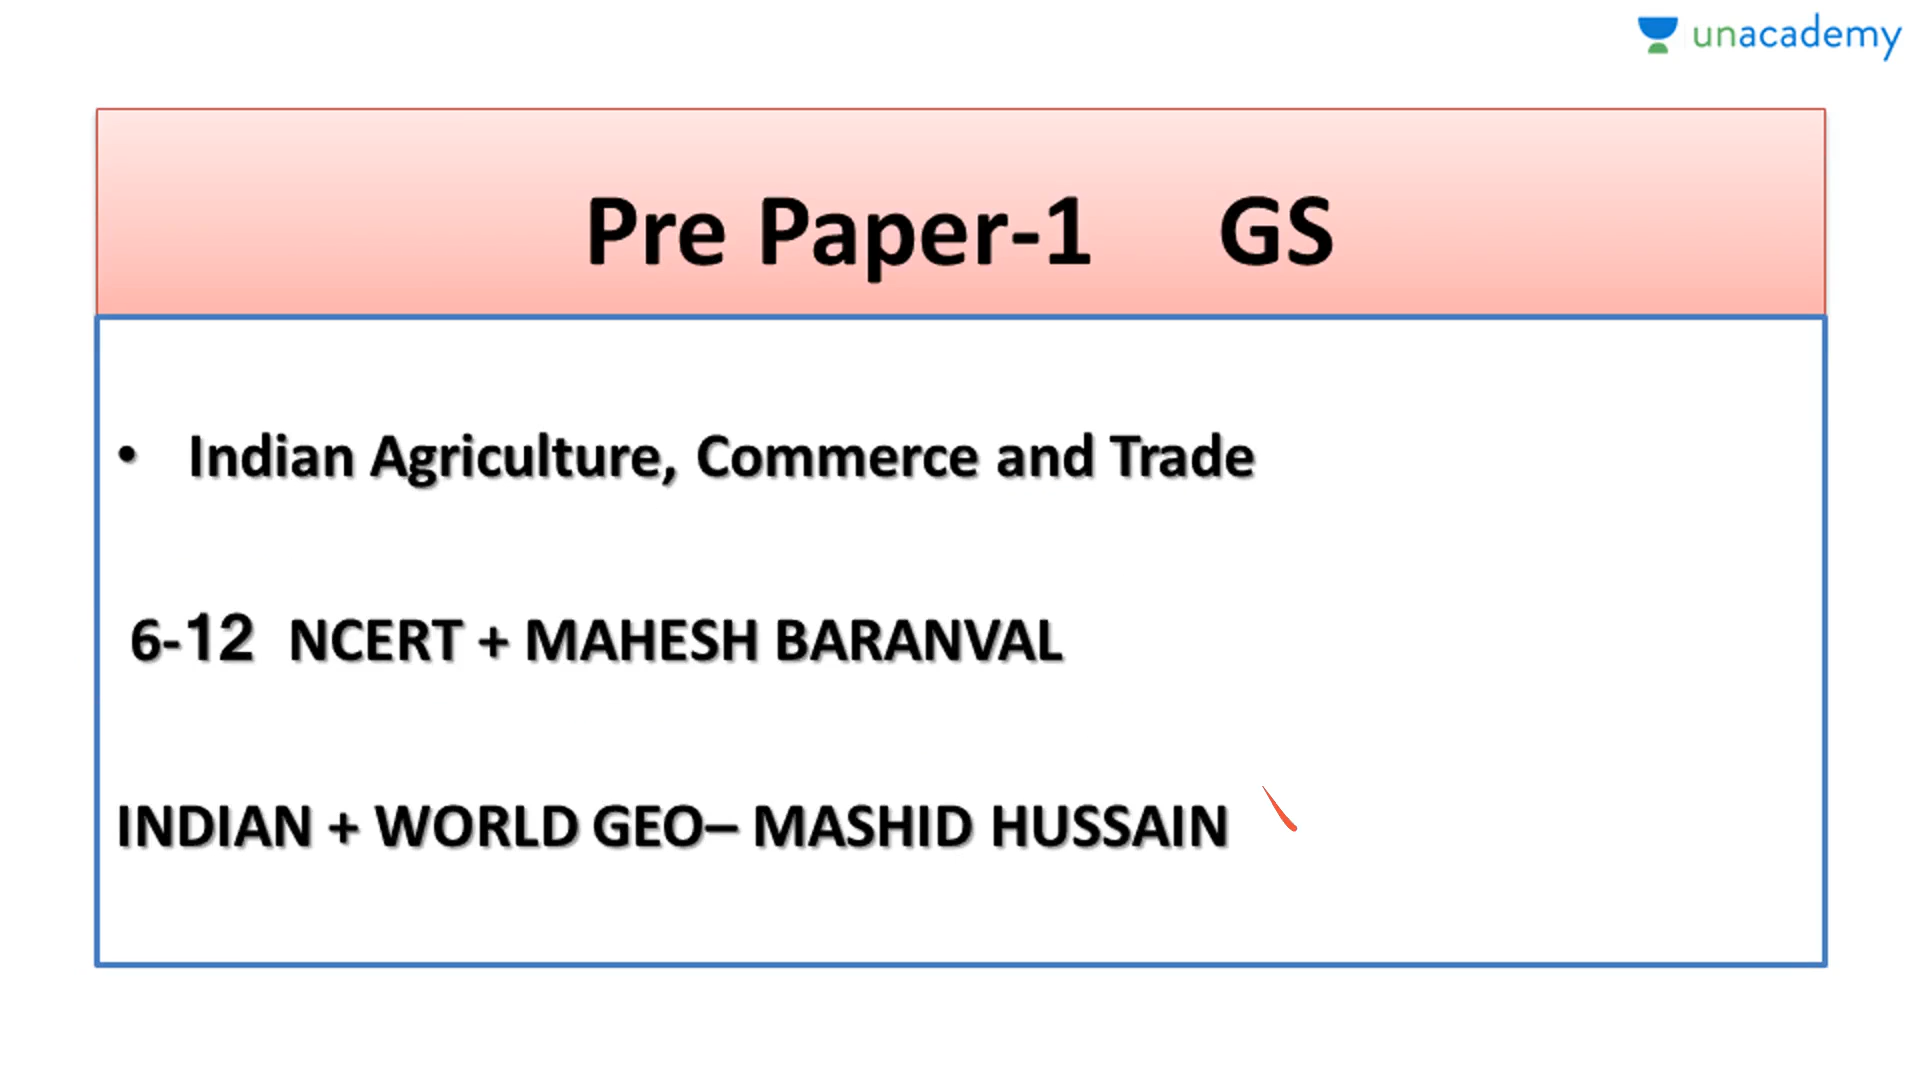 unacademy
Pre Paper-1 GS
• Indian Agriculture, Commerce and Trade
6-12 NCERT + MAHESH BARANVAL
INDIAN + WORLD GEO– MASHID HUSSAIN